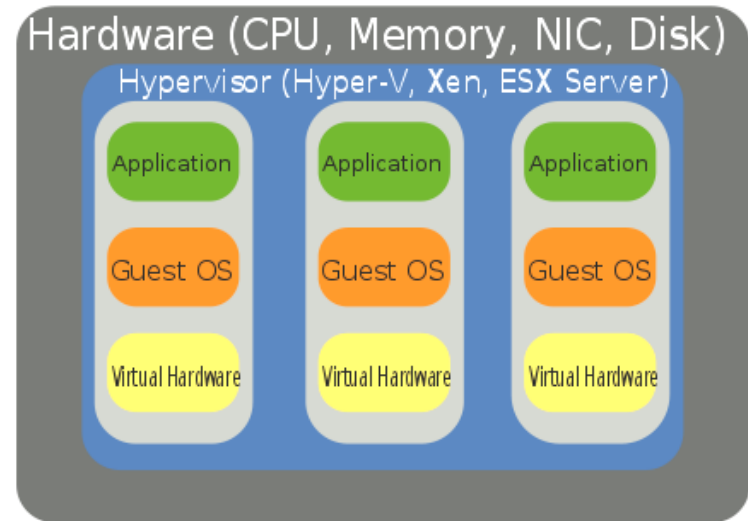 Hardware (CPU, Memory, NIC, Disk)
Hypervisor (Hyper-V, Xen, ESX Server)
Application
Application
Application
Guest OS
Guest OS
Guest OS
Virtual Hardware
Virtual Hardware
Virtual Hardware